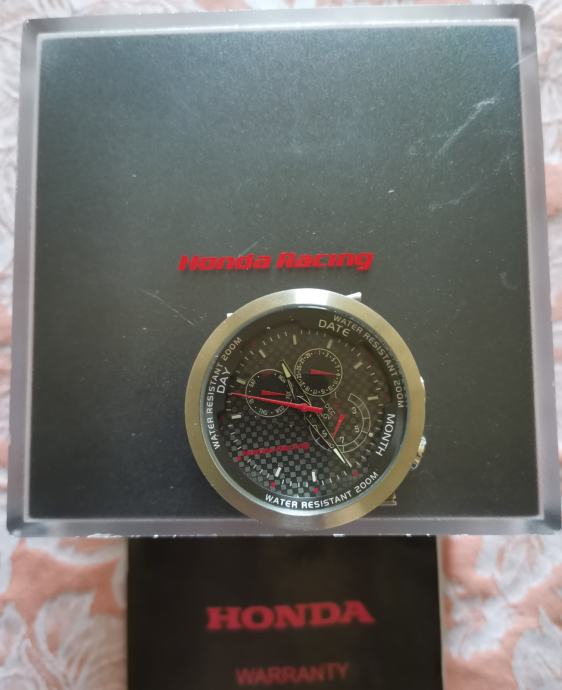 Honda Racing
DATE
WATER RESISTANT 200M
WATER RESISTANT 200M
DAY
MONTH
WATER RESISTANT 200M
HONDA
WARRANTY